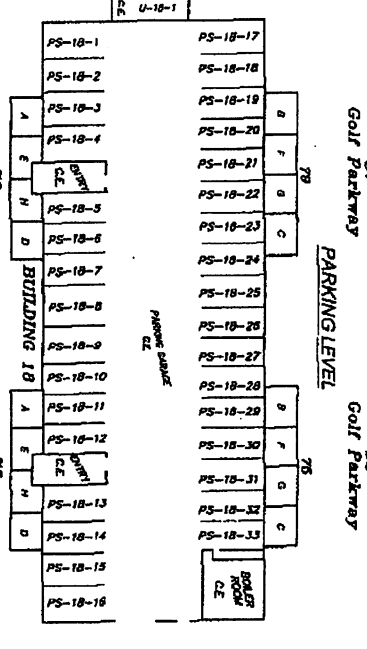 C.E. U-18-1
PS-18-1
PS-18-2
PS-18-3
PS-18-4
ENTRY
C.E.
PS-18-5
PS-18-6
PS-18-7
PS-18-8
PS-18-9
PS-18-10
PS-18-11
PS-18-12
ENTRY
C.E.
PS-18-13
PS-18-14
PS-18-15
PS-18-16
A
E
H
D
BUILDING 18
A
E
H
D
PARKING GARAGE
C.E.
PS-18-17
PS-18-18
PS-18-19
PS-18-20
PS-18-21
PS-18-22
PS-18-23
PS-18-24
PS-18-25
PS-18-26
PS-18-27
PS-18-28
PS-18-29
PS-18-30
PS-18-31
PS-18-32
PS-18-33
BOILER
ROOM
C.E.
B
F
G
C
78
B
F
G
C
76
PARKING LEVEL
Golf Parkway
Golf Parkway